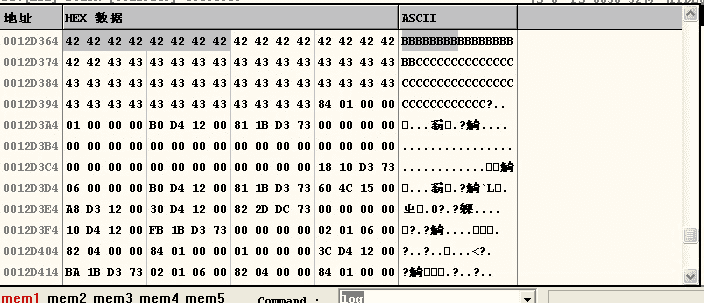 地址 HEX 数据 ASCII
0012D364 42 42 42 42 42 42 42 42 42 42 42 42 42 42 42 42 BBBBBBBBBBBBBBBB
0012D374 42 42 43 43 43 43 43 43 43 43 43 43 43 43 43 43 BBCCCCCCCCCCCCCC
0012D384 43 43 43 43 43 43 43 43 43 43 43 43 43 43 43 43 CCCCCCCCCCCCCCCC
0012D394 43 43 43 43 43 43 43 43 43 43 43 43 84 01 00 00 CCCCCCCCCCCC?..
0012D3A4 01 00 00 00 B0 D4 12 00 81 1B D3 73 00 00 00 00
0012D3B4 00 00 00 00 00 00 00 00 00 00 00 00 00 00 00 00 ................
0012D3C4 00 00 00 00 00 00 00 00 00 00 00 00 18 10 D3 73 ............
0012D3D4 06 00 00 00 B0 D4 12 00 81 1B D3 73 60 4C 15 00
0012D3E4 A8 D3 12 00 30 D4 12 00 82 2D DC 73 00 00 00 00
0012D3F4 10 D4 12 00 FB 1B D3 73 00 00 00 00 02 01 06 00
0012D404 82 04 00 00 84 01 00 00 01 00 00 00 3C D4 12 00 ?..?..□...<?.
0012D414 BA 1B D3 73 02 01 06 00 82 04 00 00 84 01 00 00
mem1 mem2 mem3 mem4 mem5 Command : log